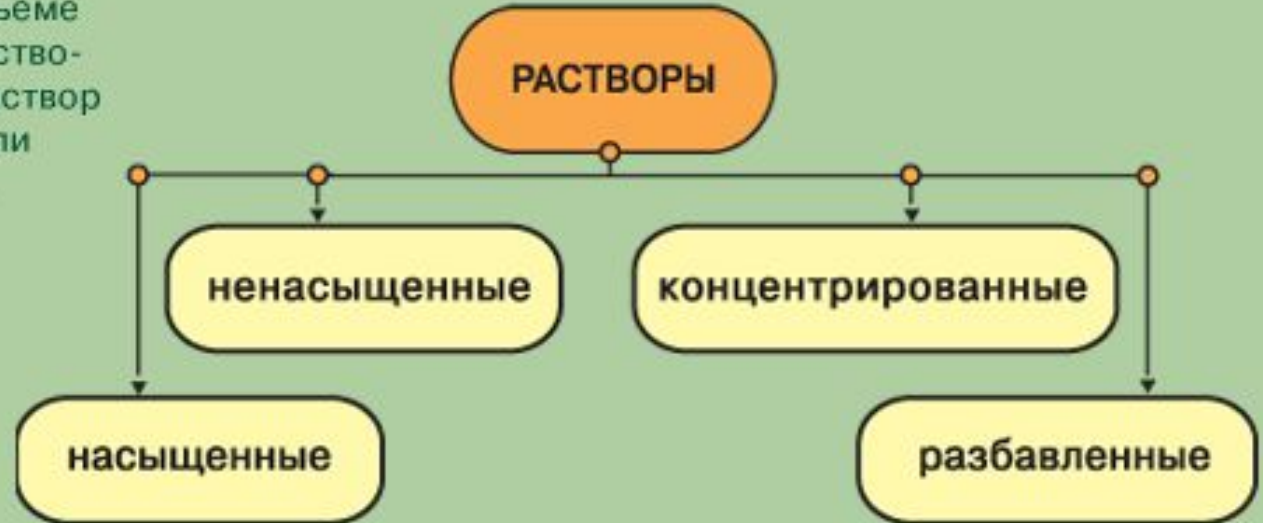 РАСТВОРЫ
ненасыщенные
концентрированные
насыщенные
разбавленные